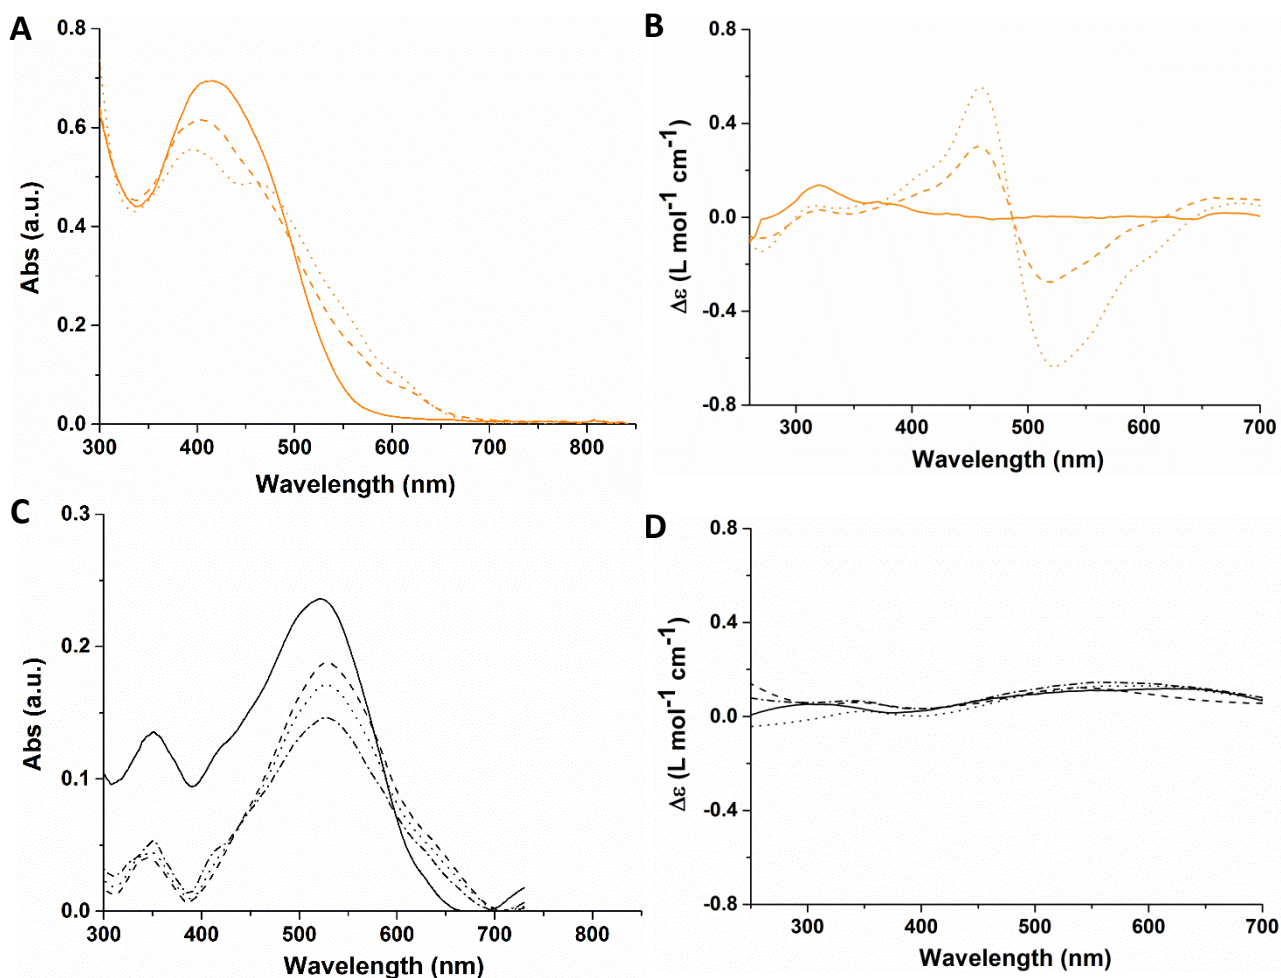 A
0.8
0.6
0.4
0.2
0.0
Abs (a.u.)
300 400 500 600 700 800
Wavelength (nm)
B
0.8
0.4
0.0
-0.4
-0.8
Δε (L mol⁻¹ cm⁻¹)
300 400 500 600 700
Wavelength (nm)
C
0.3
0.2
0.1
0.0
Abs (a.u.)
300 400 500 600 700 800
Wavelength (nm)
D
0.8
0.4
0.0
-0.4
-0.8
Δε (L mol⁻¹ cm⁻¹)
300 400 500 600 700
Wavelength (nm)